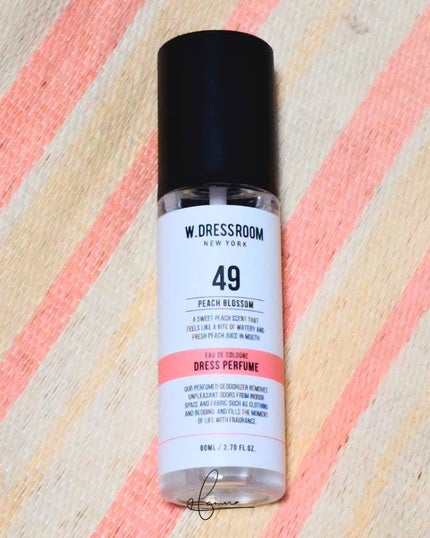 W.DRESSROOM
NEW YORK
49
PEACH BLOSSOM
A SWEET PEACH SCENT THAT
FEELS LIKE A BITE OF WATERY AND
FRESH PEACH JUICE IN MOUTH
EAU DE COLOGNE
DRESS PERFUME
OUR PERFUME'S DEODORIZER REMOVES
UNPLEASANT ODORS FROM INDOOR
SPACE AND FABRIC SUCH AS CLOTHING
AND BEDDING, AND FILLS THE MOMENT
OF LIFE WITH FRAGRANCE.
80ML / 2.70 FL.OZ.